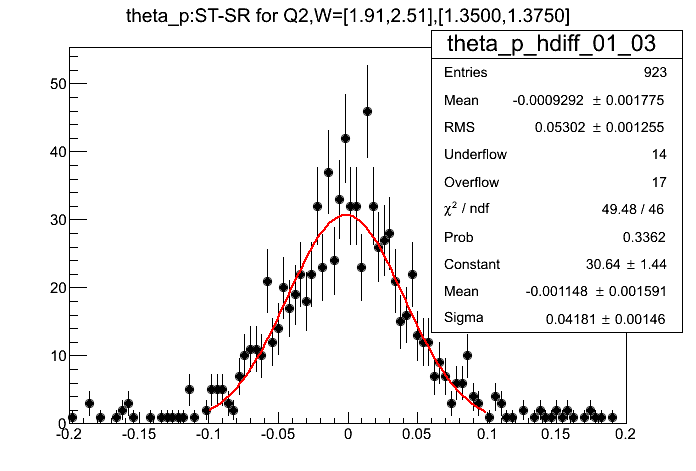 theta_p:ST-SR for Q2,W=[1.91,2.51],[1.3500,1.3750]
theta_p_hdiff_01_03
Entries 923
Mean -0.0009292 ± 0.001775
RMS 0.05302 ± 0.001255
Underflow 14
Overflow 17
χ² / ndf 49.48 / 46
Prob 0.3362
Constant 30.64 ± 1.44
Mean -0.001148 ± 0.001591
Sigma 0.04181 ± 0.00146
50
40
30
20
10
0
-0.2 -0.15 -0.1 -0.05 0 0.05 0.1 0.15 0.2